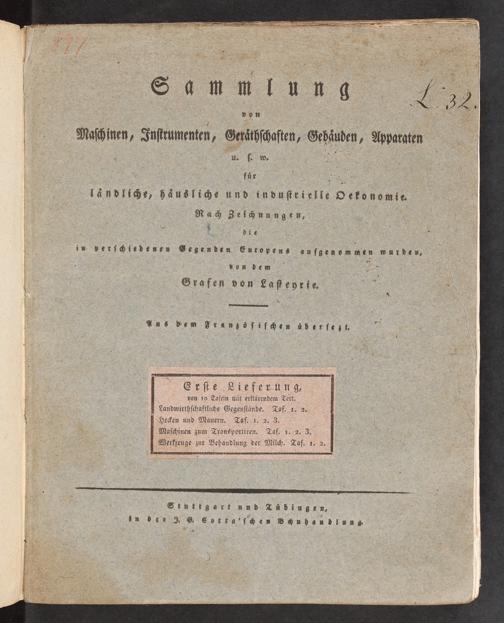 877
L. 32.
Sammlung
von
Maschinen, Instrumenten, Geräthschaften, Gebäuden, Apparaten
u. s. w.
für
ländliche, häusliche und industrielle Oekonomie.
Nach Zeichnungen,
die
in verschiedenen Gegenden Europens aufgenommen wurden,
von dem
Grafen von Lasteyrie.
Aus dem Französischen übersezt.
Erste Lieferung,
von 10 Tafeln mit erklärendem Text.
Landwirthschaftliche Gegenstände. Taf. 1. 2.
Hecken und Mauern. Taf. 1. 2. 3.
Maschinen zum Transportiren. Taf. 1. 2. 3.
Werkzeuge zur Behandlung der Milch. Taf. 1. 2.
Stuttgart und Tübingen,
in der J. G. Cotta'schen Buchhandlung.